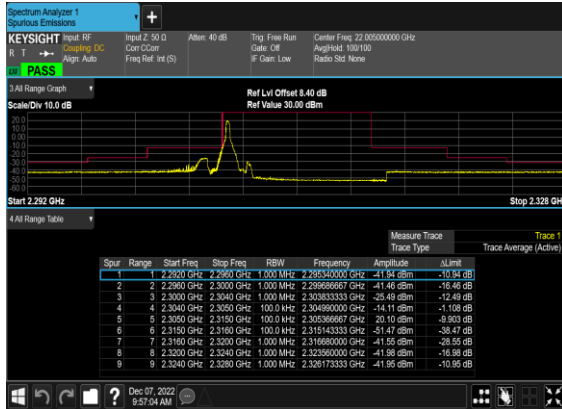 Spectrum Analyzer 1
Spurious Emissions
+
KEYSIGHT Input: RF Input Z: 50 Ω Atten: 40 dB Trig: Free Run Center Freq: 22.005000000 GHz
R T Coupling: DC Corr CCorr Gate: Off Avg|Hold: 100/100
Align: Auto Freq Ref: Int (S) IF Gain: Low Radio Std: None
PASS
3 All Range Graph Ref Lvl Offset 8.40 dB
Scale/Div 10.0 dB Ref Value 30.00 dBm
20.0
10.0
0.00
-10.0
-20.0
-30.0
-40.0
-50.0
-60.0
Start 2.292 GHz Stop 2.328 GH
4 All Range Table
Measure Trace Trace 1
Trace Type Trace Average (Active)
Spur Range Start Freq Stop Freq RBW Frequency Amplitude ΔLimit
1 1 2.2920 GHz 2.2960 GHz 1.000 MHz 2.295340000 GHz -41.94 dBm -10.94 dB
2 2 2.2960 GHz 2.3000 GHz 1.000 MHz 2.299686667 GHz -41.46 dBm -16.46 dB
3 3 2.3000 GHz 2.3040 GHz 1.000 MHz 2.303833333 GHz -25.49 dBm -12.49 dB
4 4 2.3040 GHz 2.3050 GHz 100.0 kHz 2.304990000 GHz -14.11 dBm -1.108 dB
5 5 2.3050 GHz 2.3150 GHz 100.0 kHz 2.305366667 GHz 20.10 dBm -9.903 dB
6 6 2.3150 GHz 2.3160 GHz 100.0 kHz 2.315143333 GHz -51.47 dBm -38.47 dB
7 7 2.3160 GHz 2.3200 GHz 1.000 MHz 2.316680000 GHz -41.55 dBm -28.55 dB
8 8 2.3200 GHz 2.3240 GHz 1.000 MHz 2.323560000 GHz -41.98 dBm -16.98 dB
9 9 2.3240 GHz 2.3280 GHz 1.000 MHz 2.326173333 GHz -41.95 dBm -10.95 dB
? Dec 07, 2022
9:57:04 AM